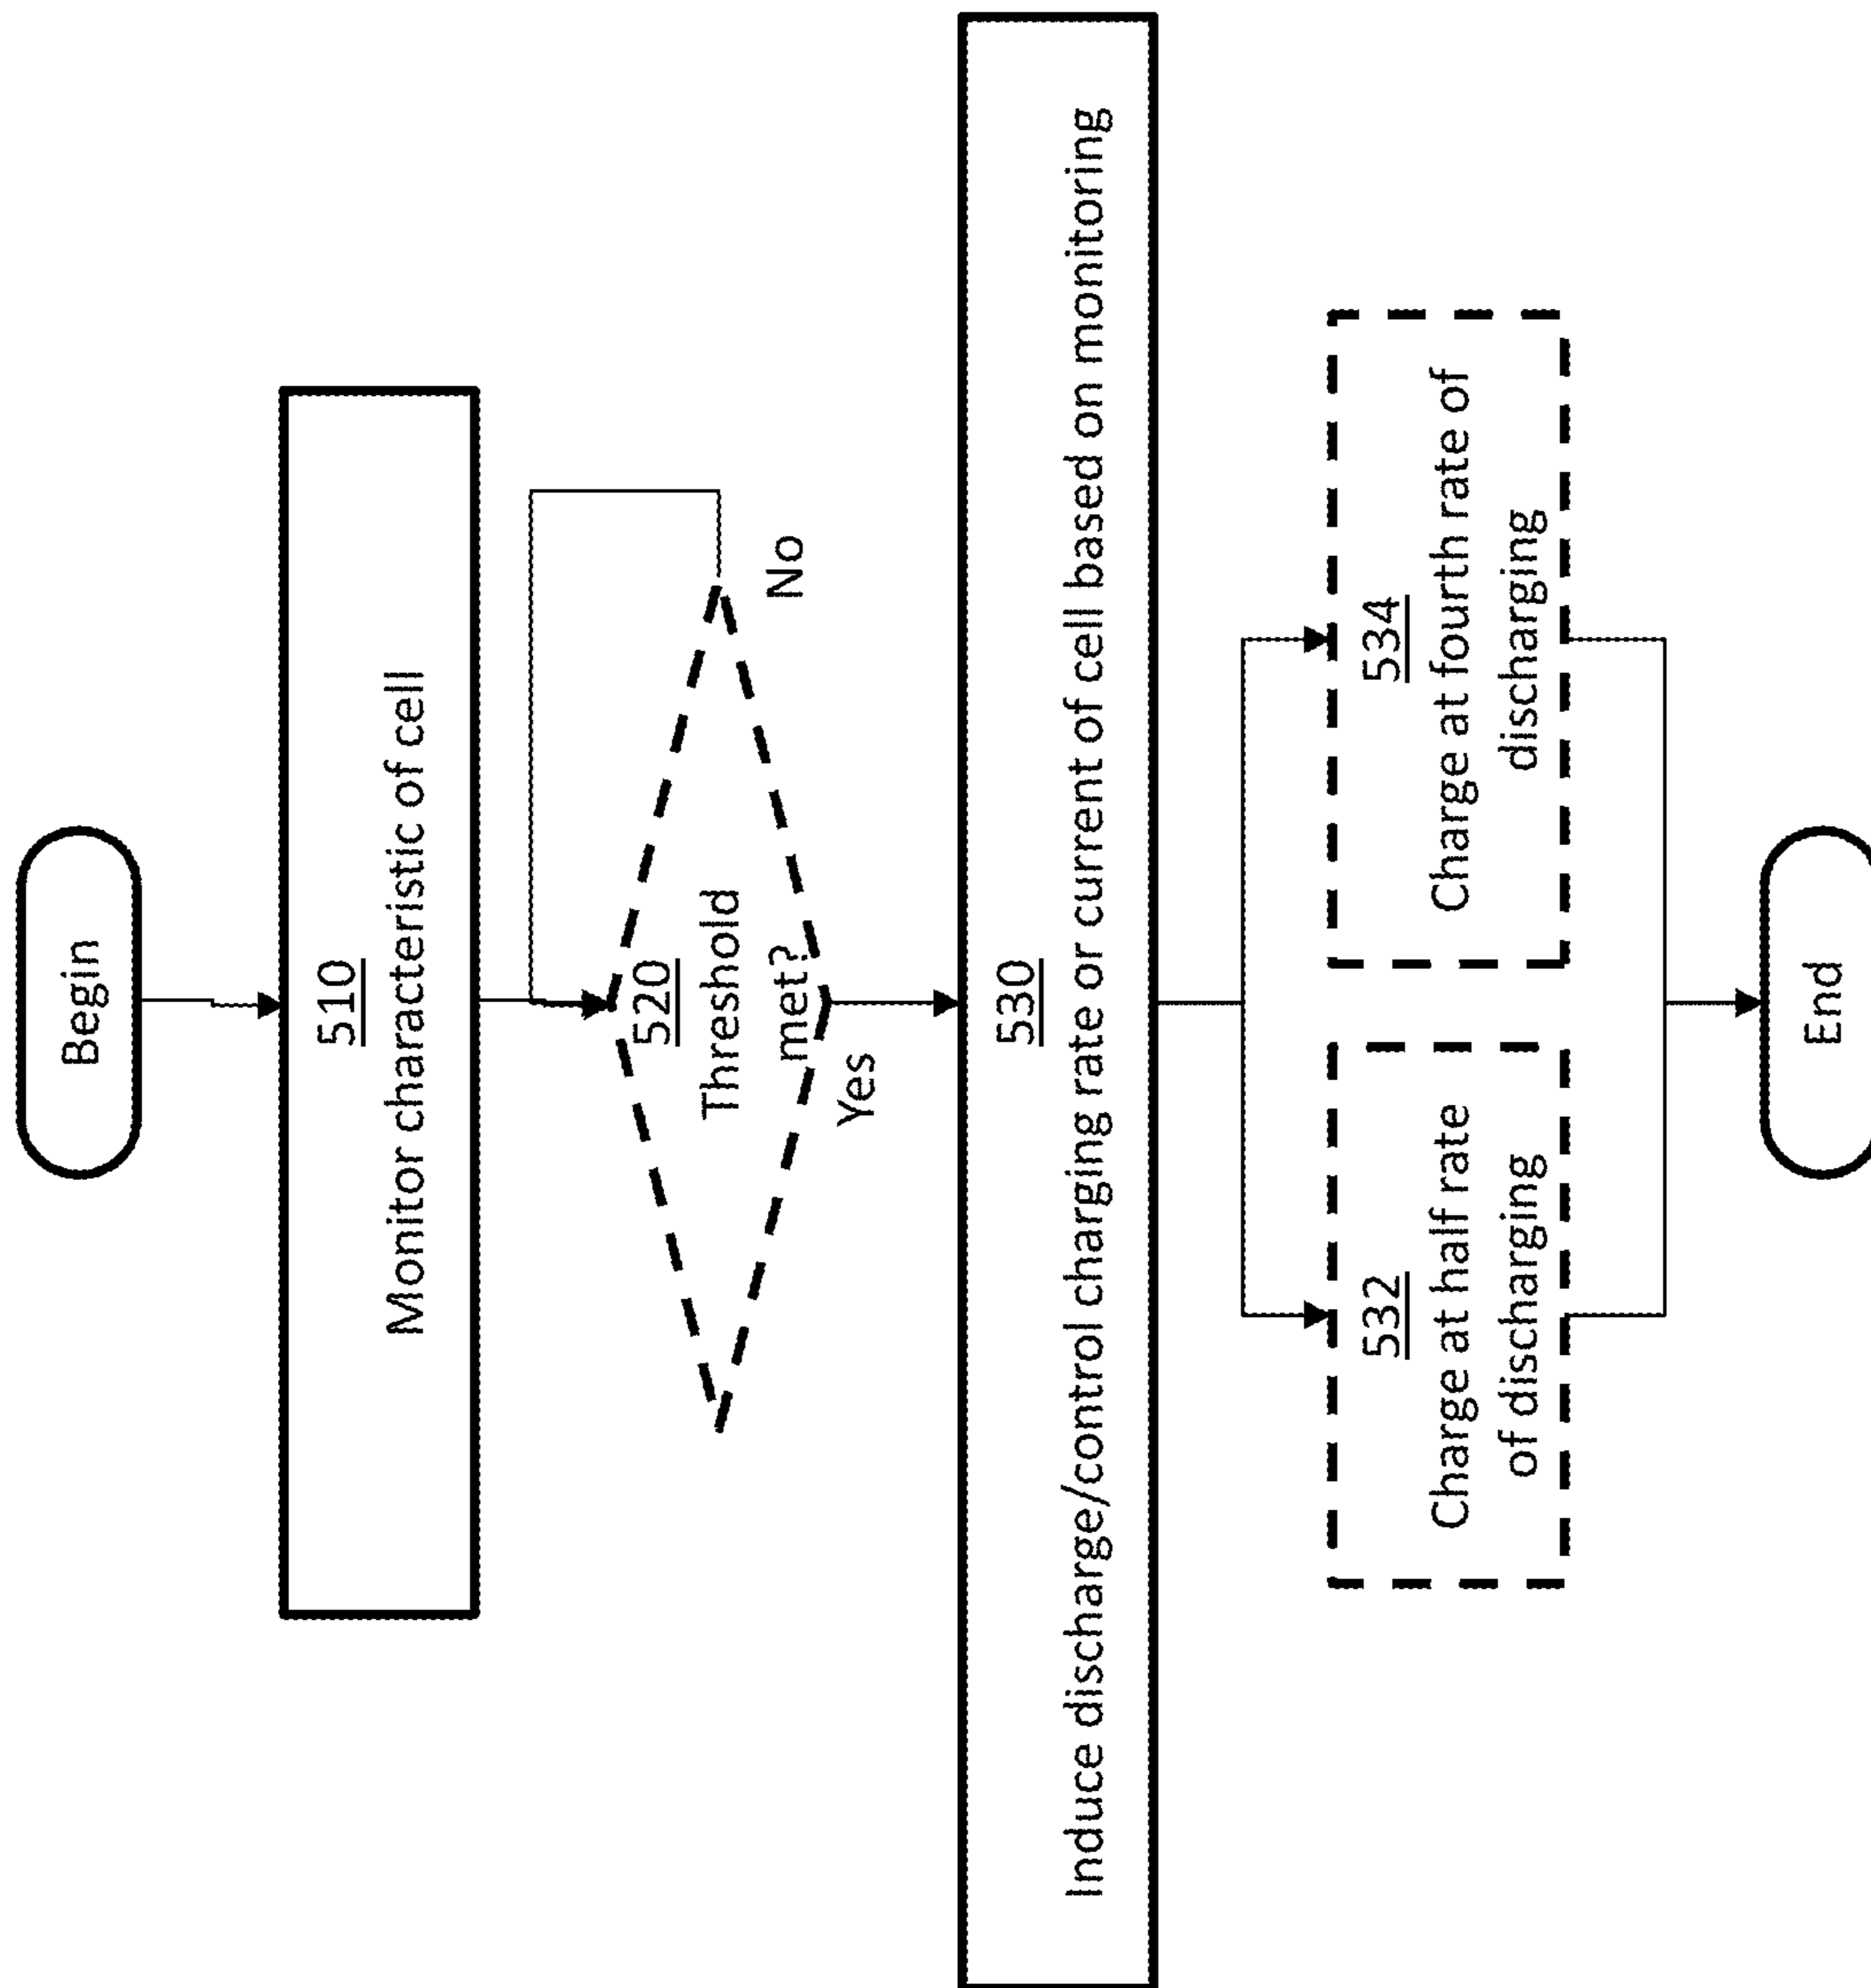 Begin
510
Monitor characteristic of cell
520
Threshold
met?
No
Yes
530
Induce discharge/control charging rate or current of cell based on monitoring
532
Charge at half rate
of discharging
534
Charge at fourth rate of
discharging
End